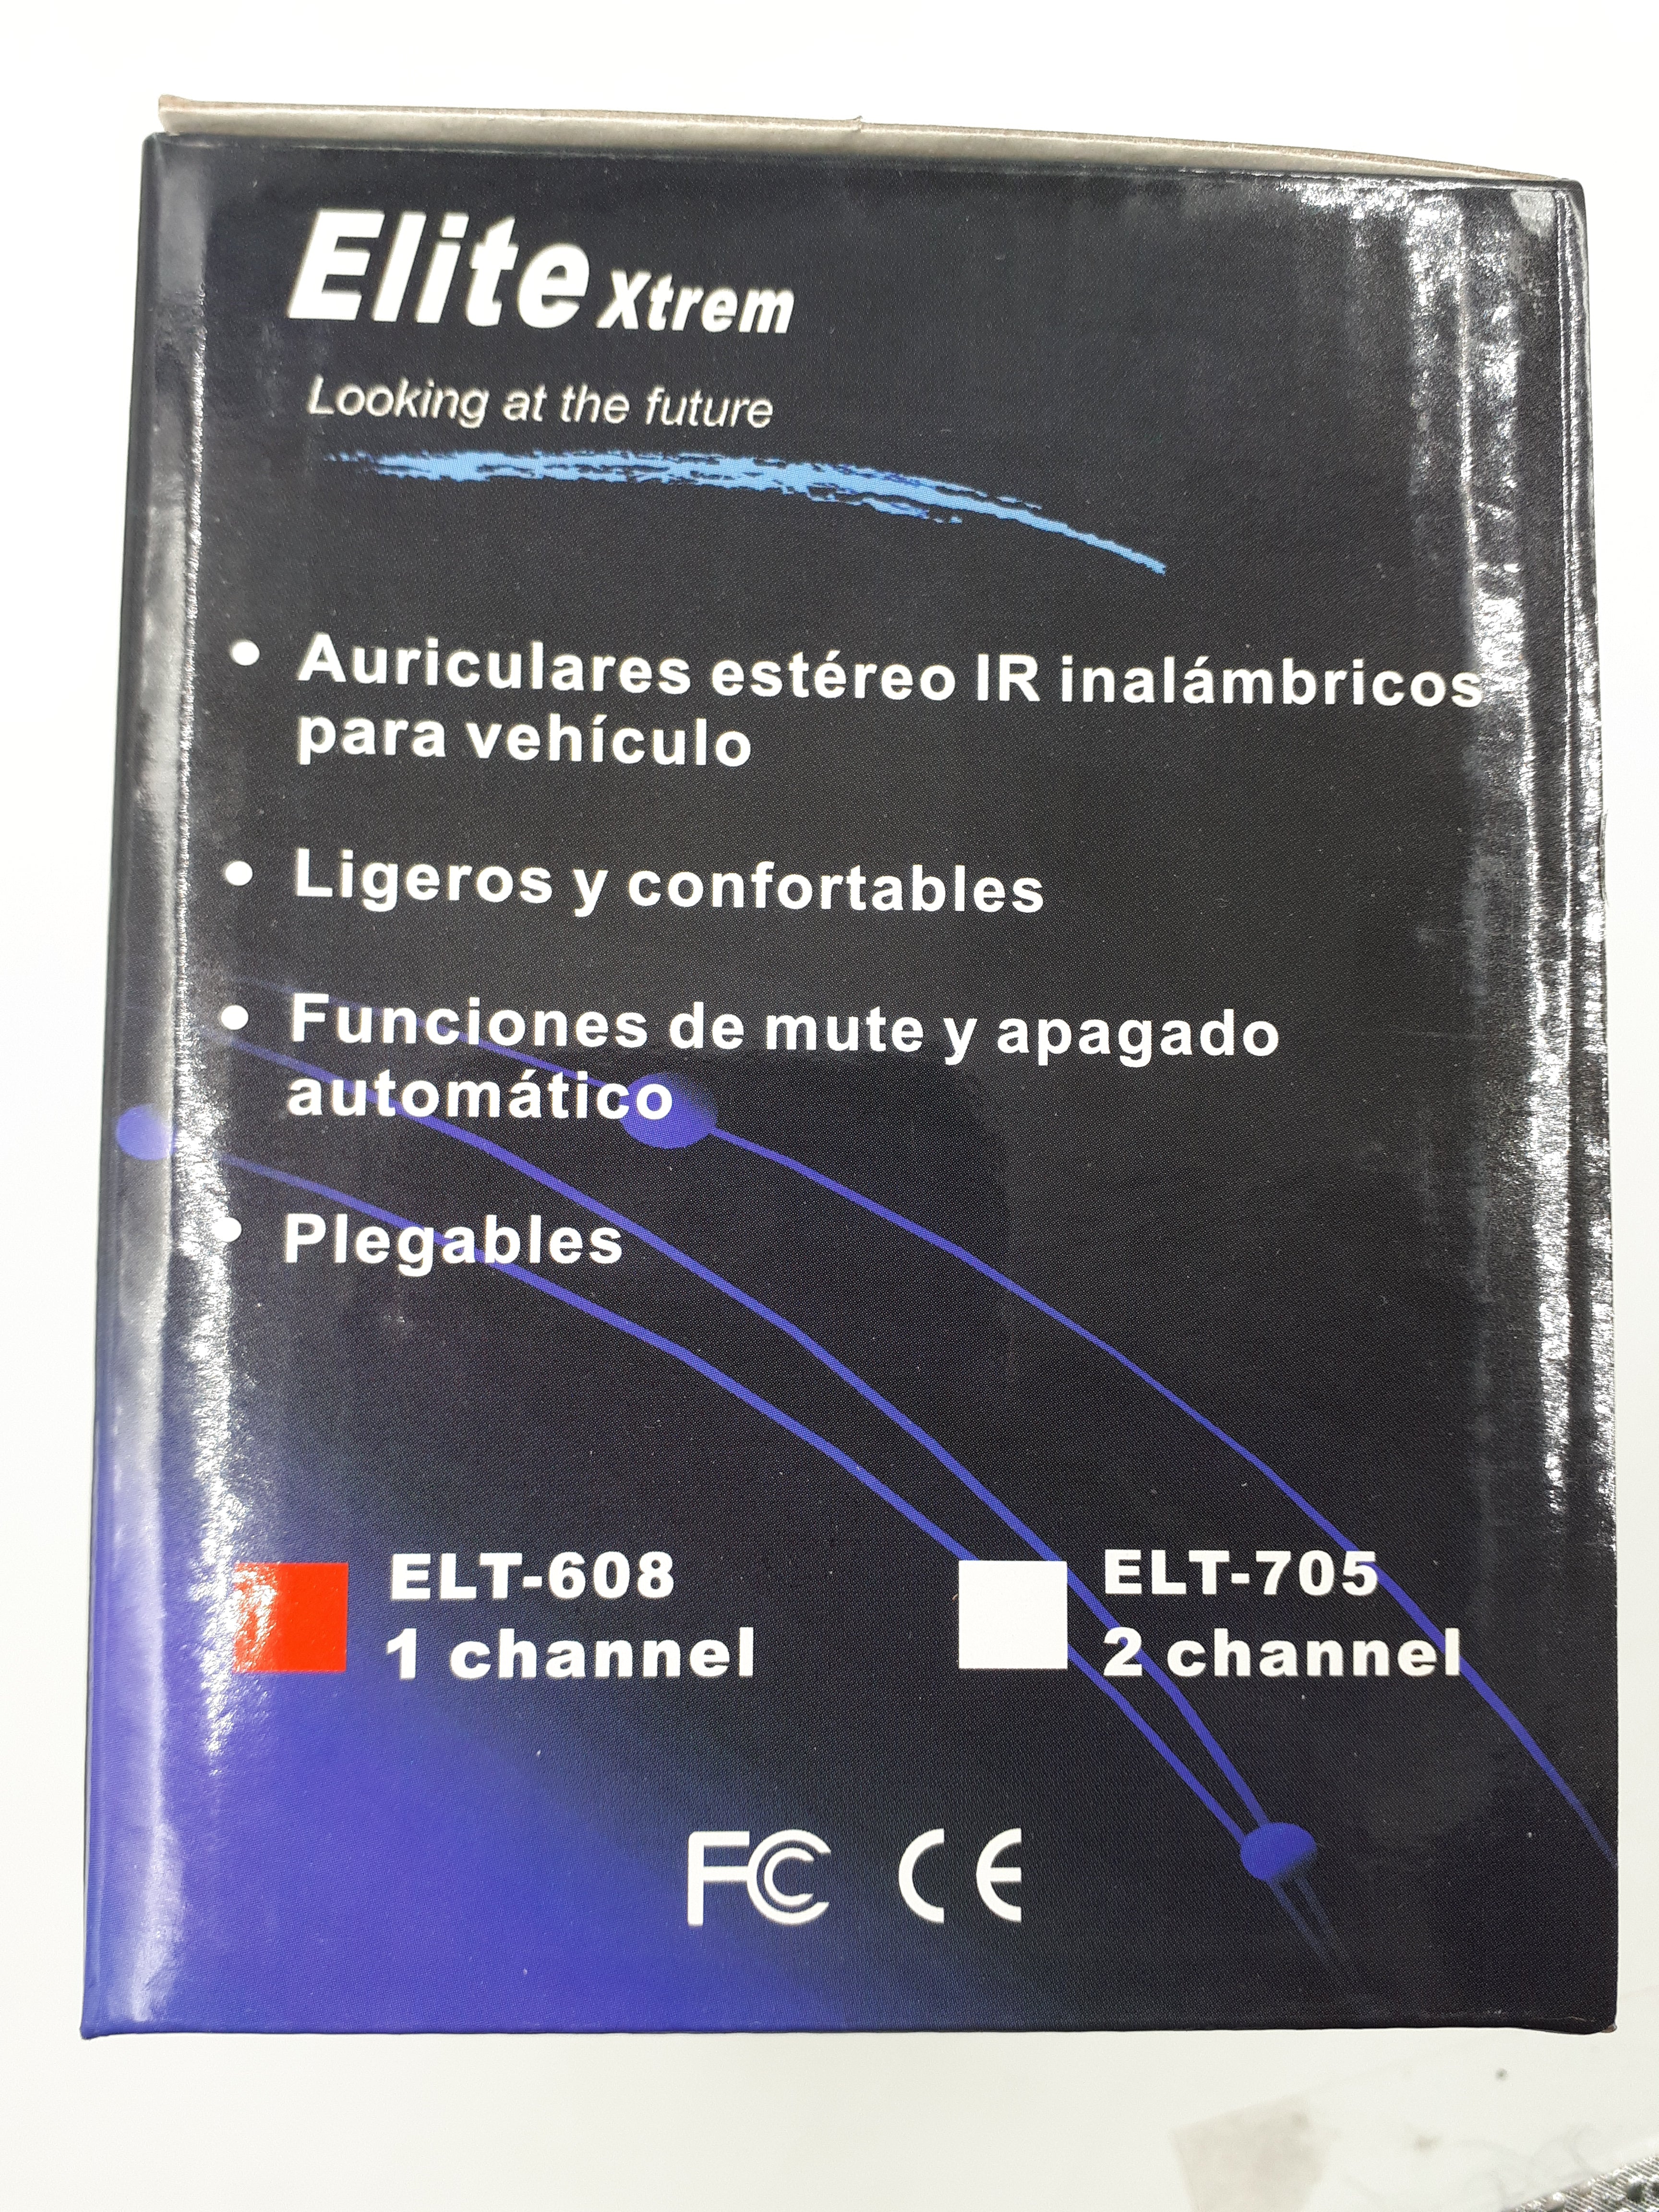 Elite Xtrem
Looking at the future
• Auriculares estéreo IR inalámbricos
para vehículo
• Ligeros y confortables
• Funciones de mute y apagado
automático
• Plegables
ELT-608
1 channel
ELT-705
2 channel
FC CE